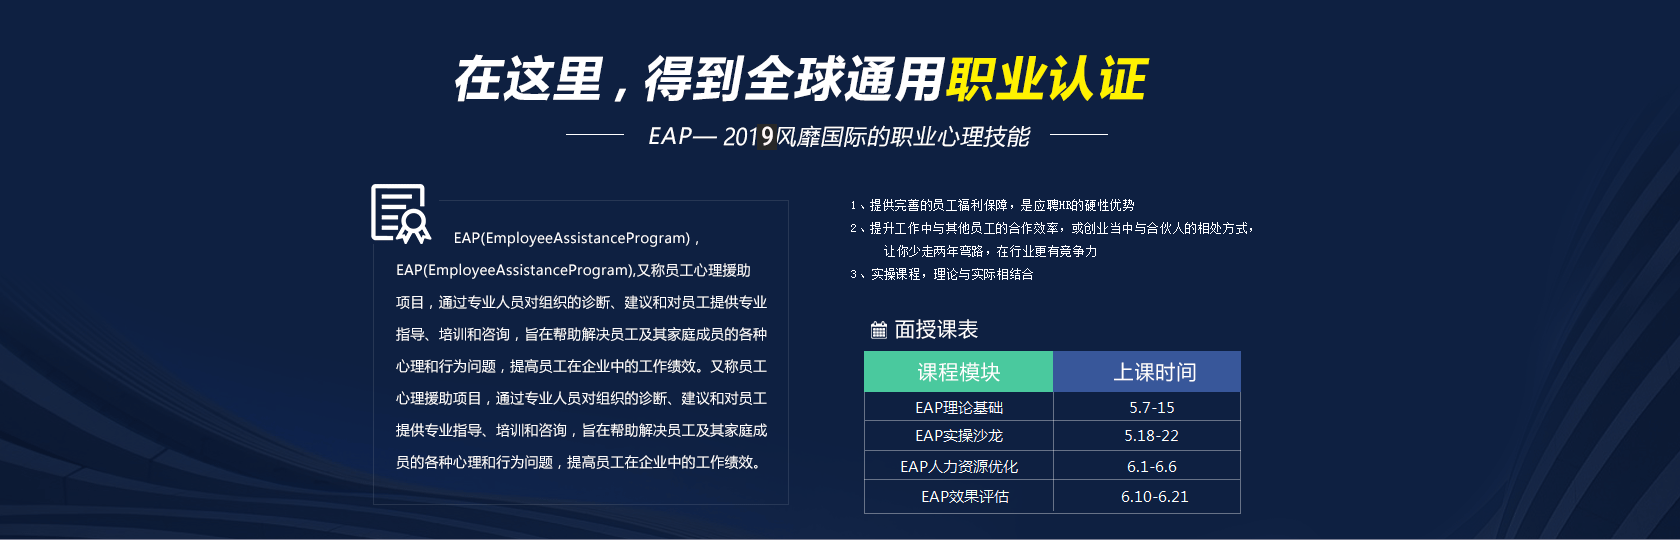 在这里，得到全球通用职业认证
EAP— 2019风靡国际的职业心理技能
EAP(EmployeeAssistanceProgram)，
EAP(EmployeeAssistanceProgram),又称员工心理援助
项目，通过专业人员对组织的诊断、建议和对员工提供专业
指导、培训和咨询，旨在帮助解决员工及其家庭成员的各种
心理和行为问题，提高员工在企业中的工作绩效。又称员工
心理援助项目，通过专业人员对组织的诊断、建议和对员工
提供专业指导、培训和咨询，旨在帮助解决员工及其家庭成
员的各种心理和行为问题，提高员工在企业中的工作绩效。
1、提供完善的员工福利保障，是应聘HR的硬性优势
2、提升工作中与其他员工的合作效率，或创业当中与合伙人的相处方式，
让你少走两年弯路，在行业更有竞争力
3、实操课程，理论与实际相结合
面授课表
课程模块 上课时间
EAP理论基础 5.7-15
EAP实操沙龙 5.18-22
EAP人力资源优化 6.1-6.6
EAP效果评估 6.10-6.21